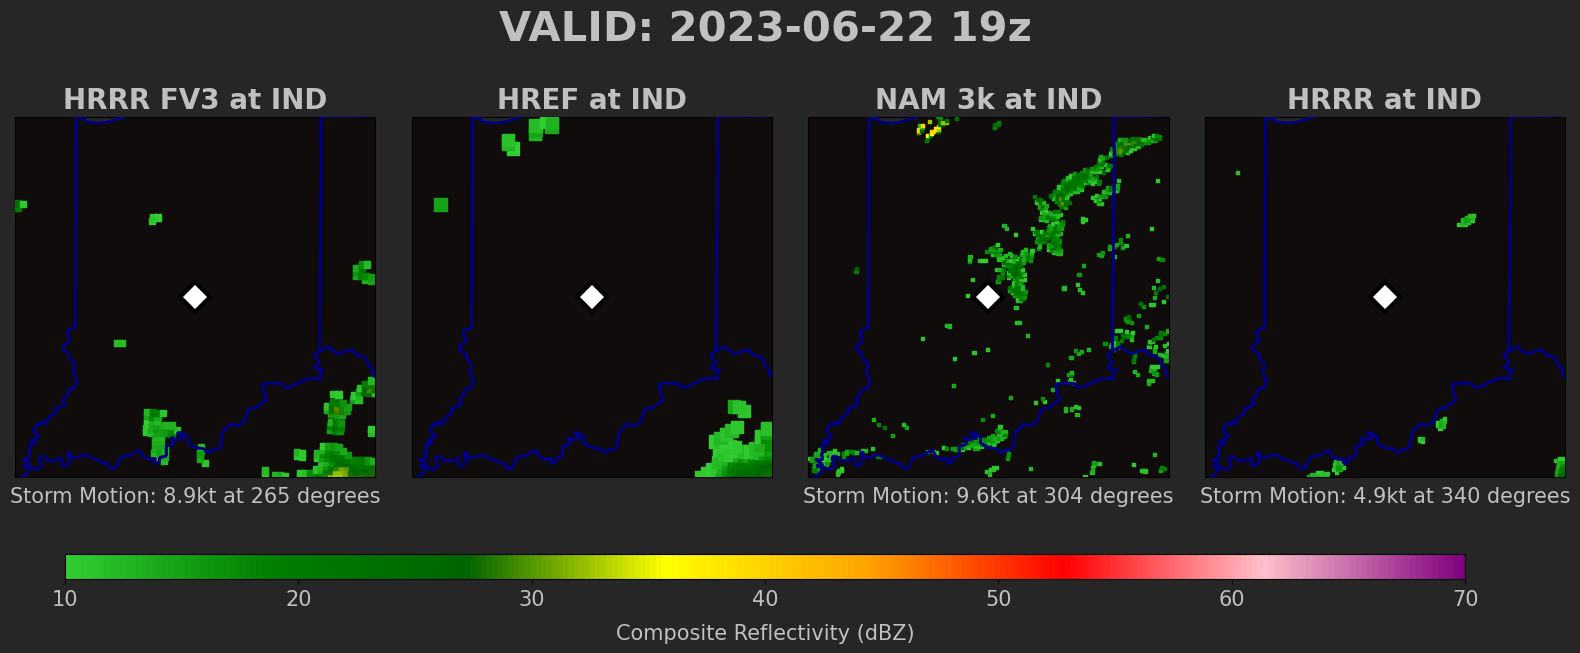 VALID: 2023-06-22 19z
HRRR FV3 at IND
HREF at IND
NAM 3k at IND
HRRR at IND
Storm Motion: 8.9kt at 265 degrees
Storm Motion: 9.6kt at 304 degrees
Storm Motion: 4.9kt at 340 degrees
10 20 30 40 50 60 70
Composite Reflectivity (dBZ)